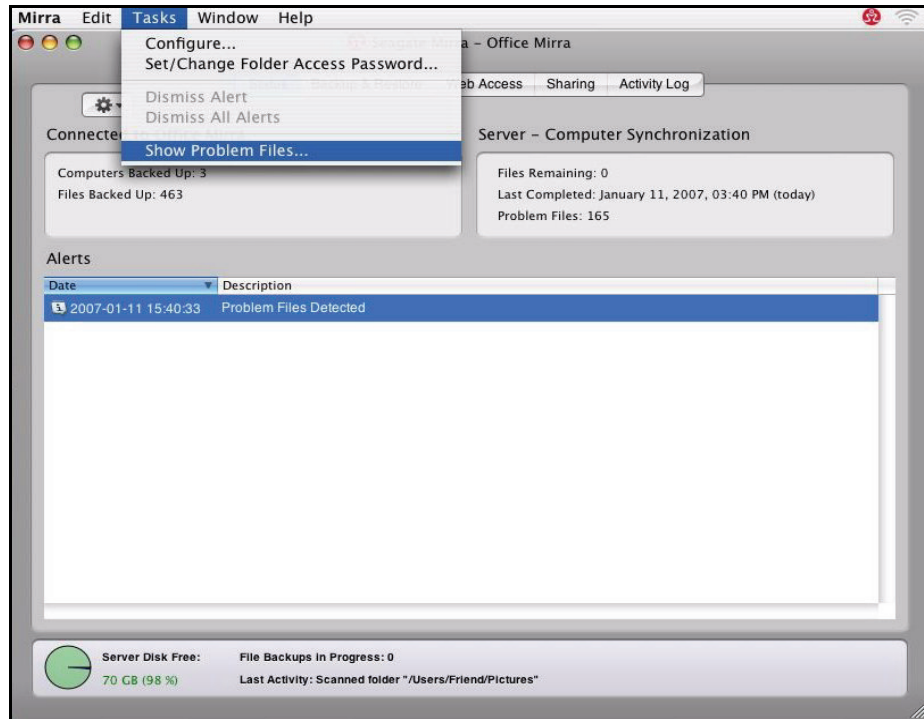 Mirra Edit Tasks Window Help
Mirra – Office Mirra
Configure...
Set/Change Folder Access Password...
Dismiss Alert
Dismiss All Alerts
Show Problem Files...
Web Access Sharing Activity Log
Connected
Server – Computer Synchronization
Computers Backed Up: 3
Files Backed Up: 463
Files Remaining: 0
Last Completed: January 11, 2007, 03:40 PM (today)
Problem Files: 165
Alerts
Date Description
2007-01-11 15:40:33 Problem Files Detected
Server Disk Free: File Backups in Progress: 0
70 GB (98 %) Last Activity: Scanned folder "/Users/Friend/Pictures"